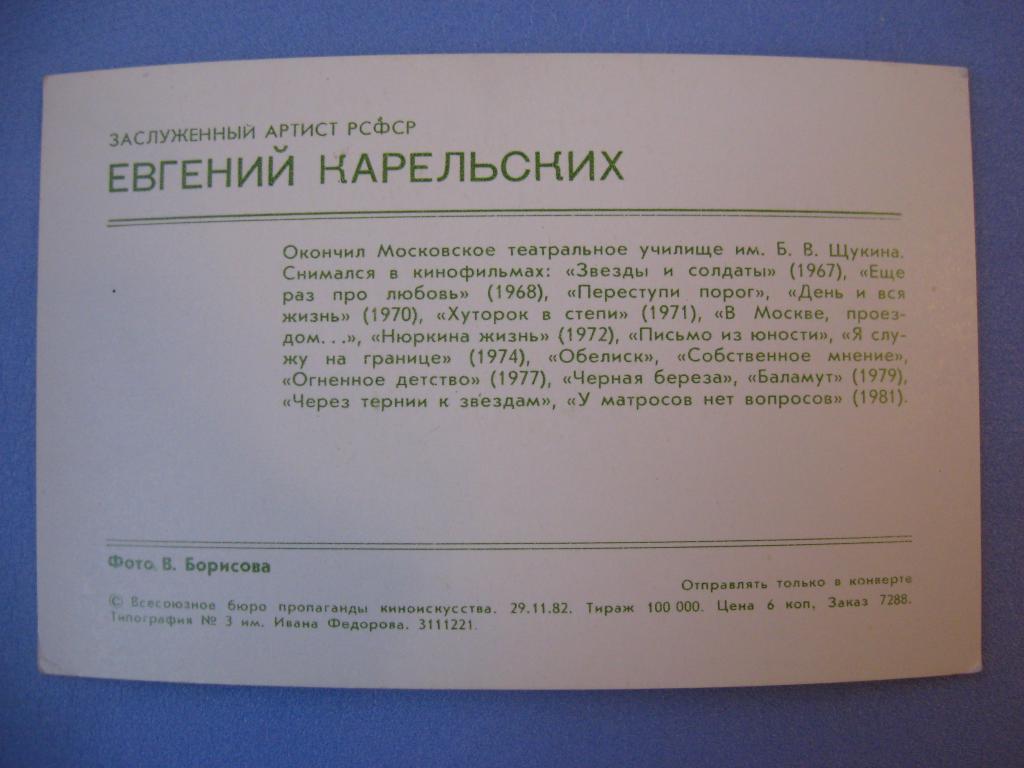 ЗАСЛУЖЕННЫЙ АРТИСТ РСФСР
ЕВГЕНИЙ КАРЕЛЬСКИХ
Окончил Московское театральное училище им. Б. В. Щукина.
Снимался в кинофильмах: «Звезды и солдаты» (1967), «Еще
раз про любовь» (1968), «Переступи порог», «День и вся
жизнь» (1970), «Хуторок в степи» (1971), «В Москве, проез-
дом...», «Нюркина жизнь» (1972), «Письмо из юности», «Я слу-
жу на границе» (1974), «Обелиск», «Собственное мнение»,
«Огненное детство» (1977), «Черная береза», «Баламут» (1979),
«Через тернии к звездам», «У матросов нет вопросов» (1981).
Фото В. Борисова
Отправлять только в конверте
© Всесоюзное бюро пропаганды киноискусства. 29.11.82. Тираж 100 000. Цена 6 коп. Заказ 7288.
Типография № 3 им. Ивана Федорова. 3111221.